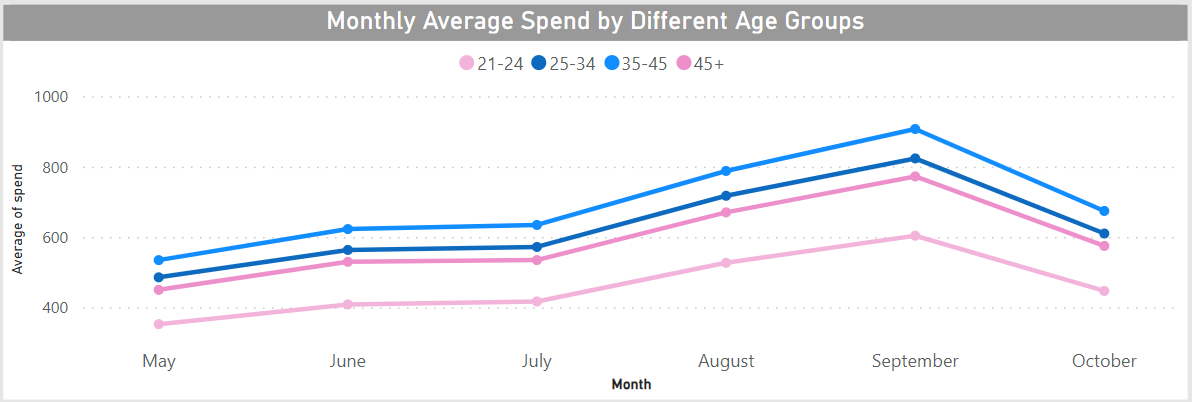 Monthly Average Spend by Different Age Groups
21-24 25-34 35-45 45+
1000
800
600
400
Average of spend
May June July August September October
Month